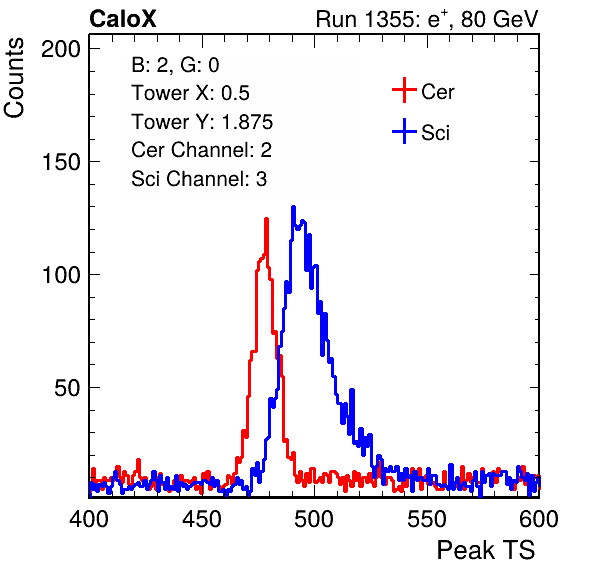 CaloX Run 1355: e⁺, 80 GeV
Counts
B: 2, G: 0
Tower X: 0.5
Tower Y: 1.875
Cer Channel: 2
Sci Channel: 3
Cer
Sci
200
150
100
50
400 450 500 550 600
Peak TS